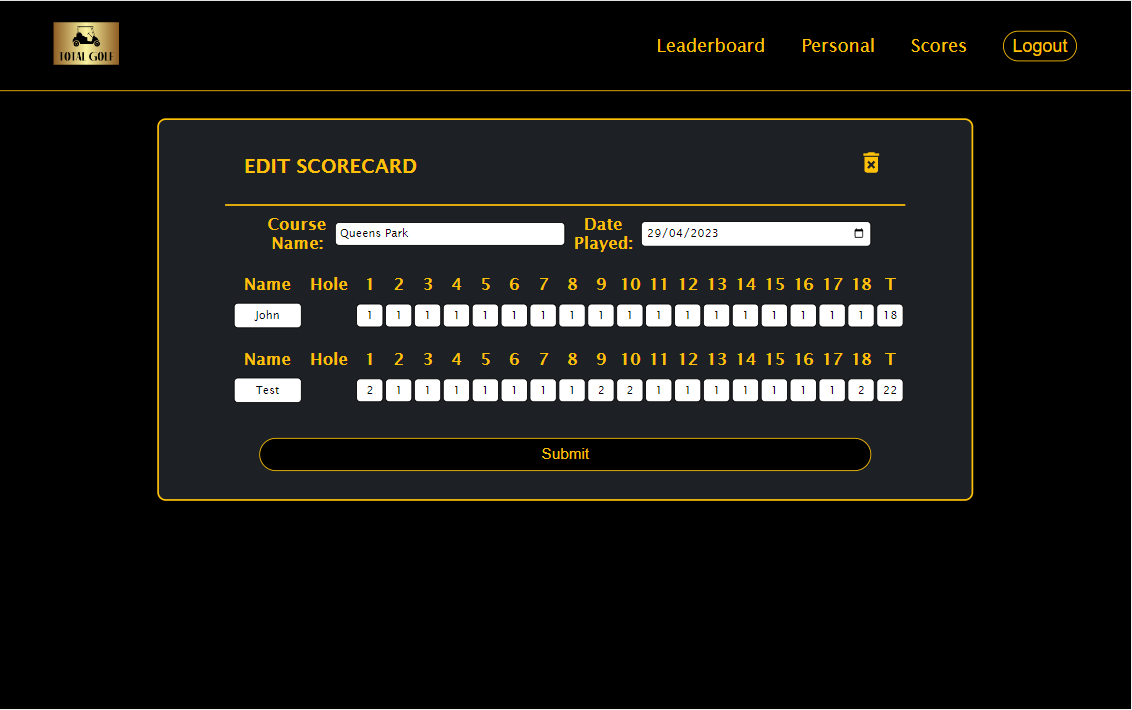 TOTAL GOLF
Leaderboard Personal Scores Logout
EDIT SCORECARD
Course Name: Queens Park Date Played: 29/04/2023
Name Hole 1 2 3 4 5 6 7 8 9 10 11 12 13 14 15 16 17 18 T
John 1 1 1 1 1 1 1 1 1 1 1 1 1 1 1 1 1 1 18
Name Hole 1 2 3 4 5 6 7 8 9 10 11 12 13 14 15 16 17 18 T
Test 2 1 1 1 1 1 1 1 2 2 1 1 1 1 1 1 1 2 22
Submit